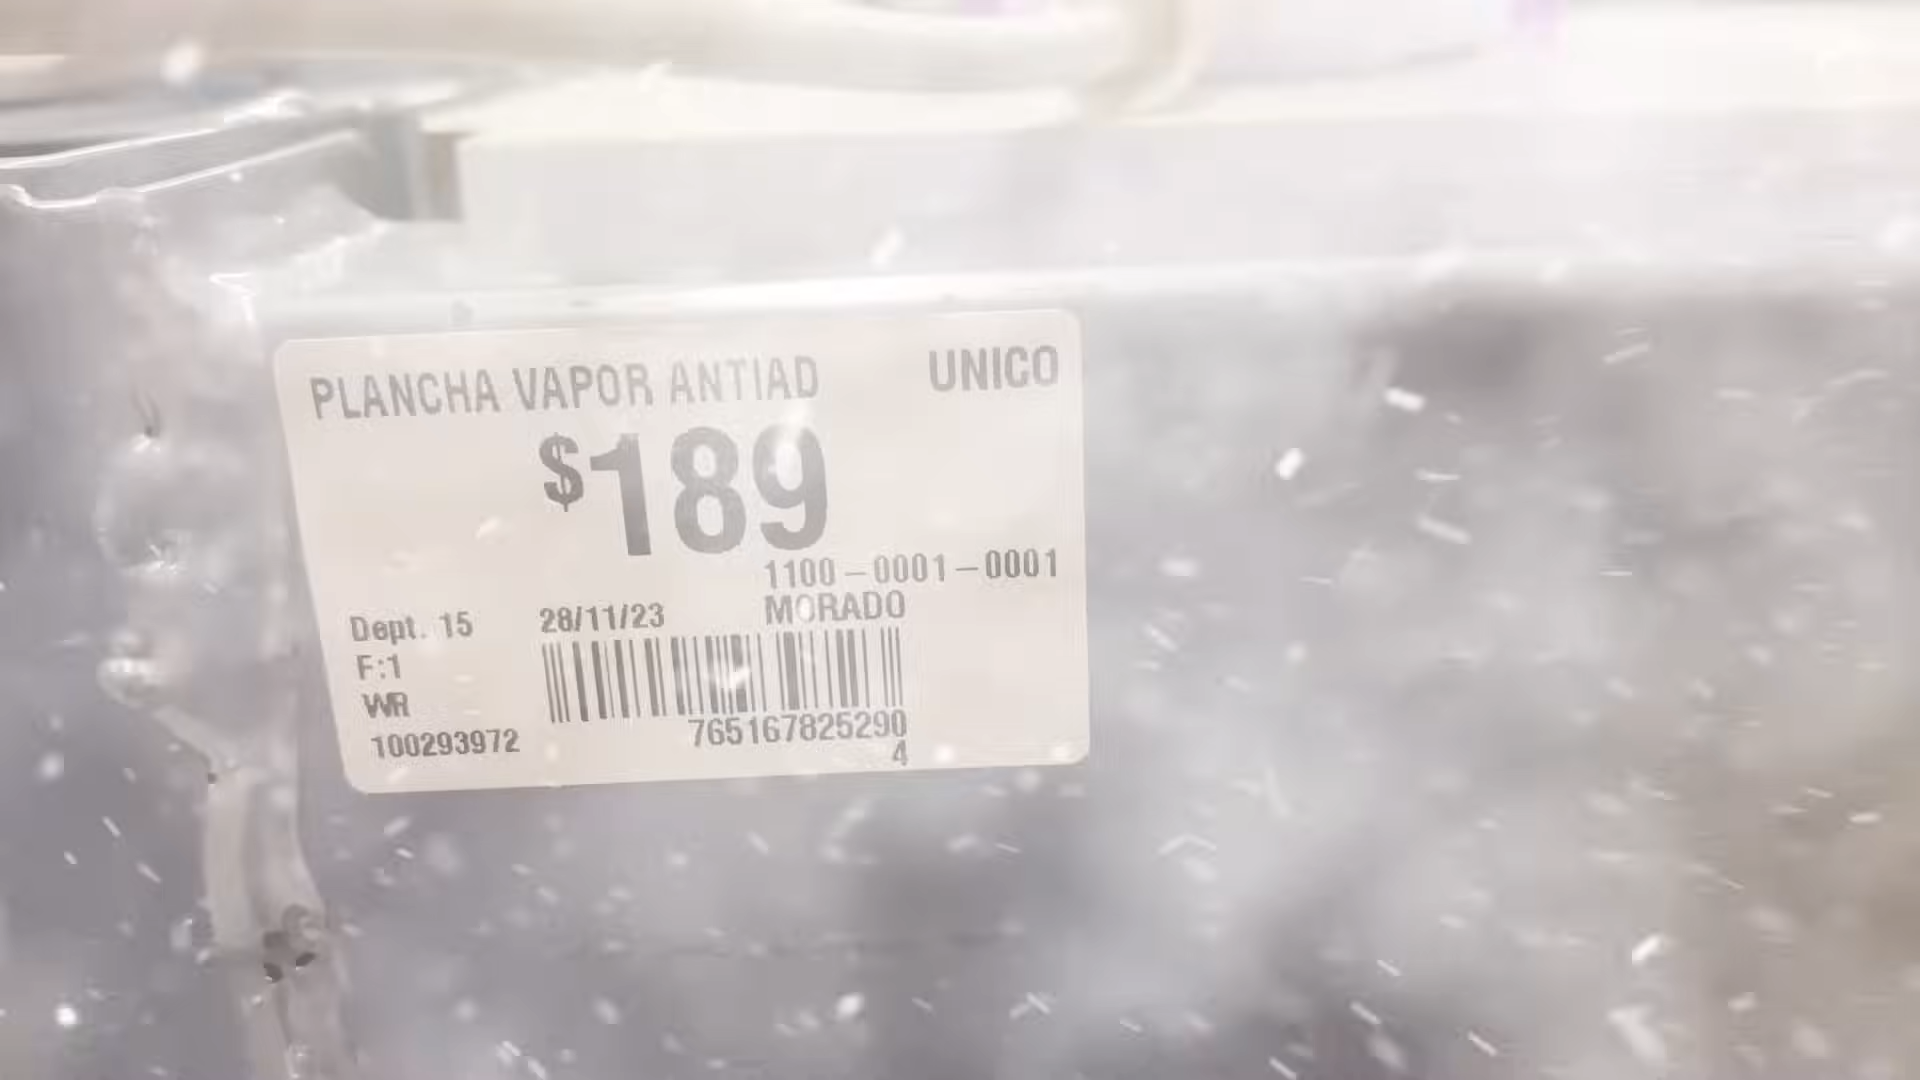 PLANCHA VAPOR ANTIAD UNICO
$189
1100-0001-0001
Dept. 15 28/11/23 MORADO
F:1
WR
765167825290
100293972
4